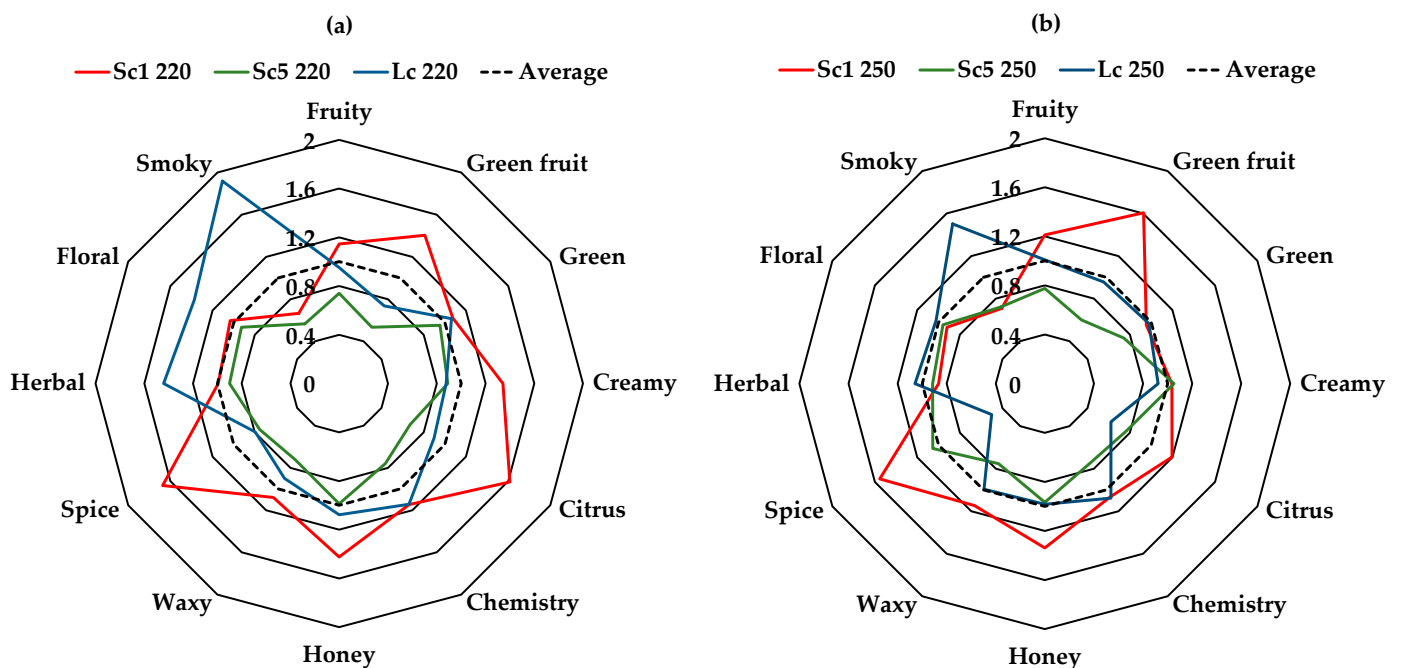 (a)
Sc1 220 Sc5 220 Lc 220 Average
Fruity
Green fruit
Green
Creamy
Citrus
Chemistry
Honey
Waxy
Spice
Herbal
Floral
Smoky
2
1.6
1.2
0.8
0.4
0
(b)
Sc1 250 Sc5 250 Lc 250 Average
Fruity
Green fruit
Green
Creamy
Citrus
Chemistry
Honey
Waxy
Spice
Herbal
Floral
Smoky
2
1.6
1.2
0.8
0.4
0